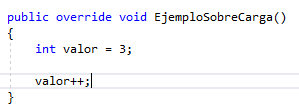 public override void EjemploSobreCarga()
{
int valor = 3;
valor++;
}